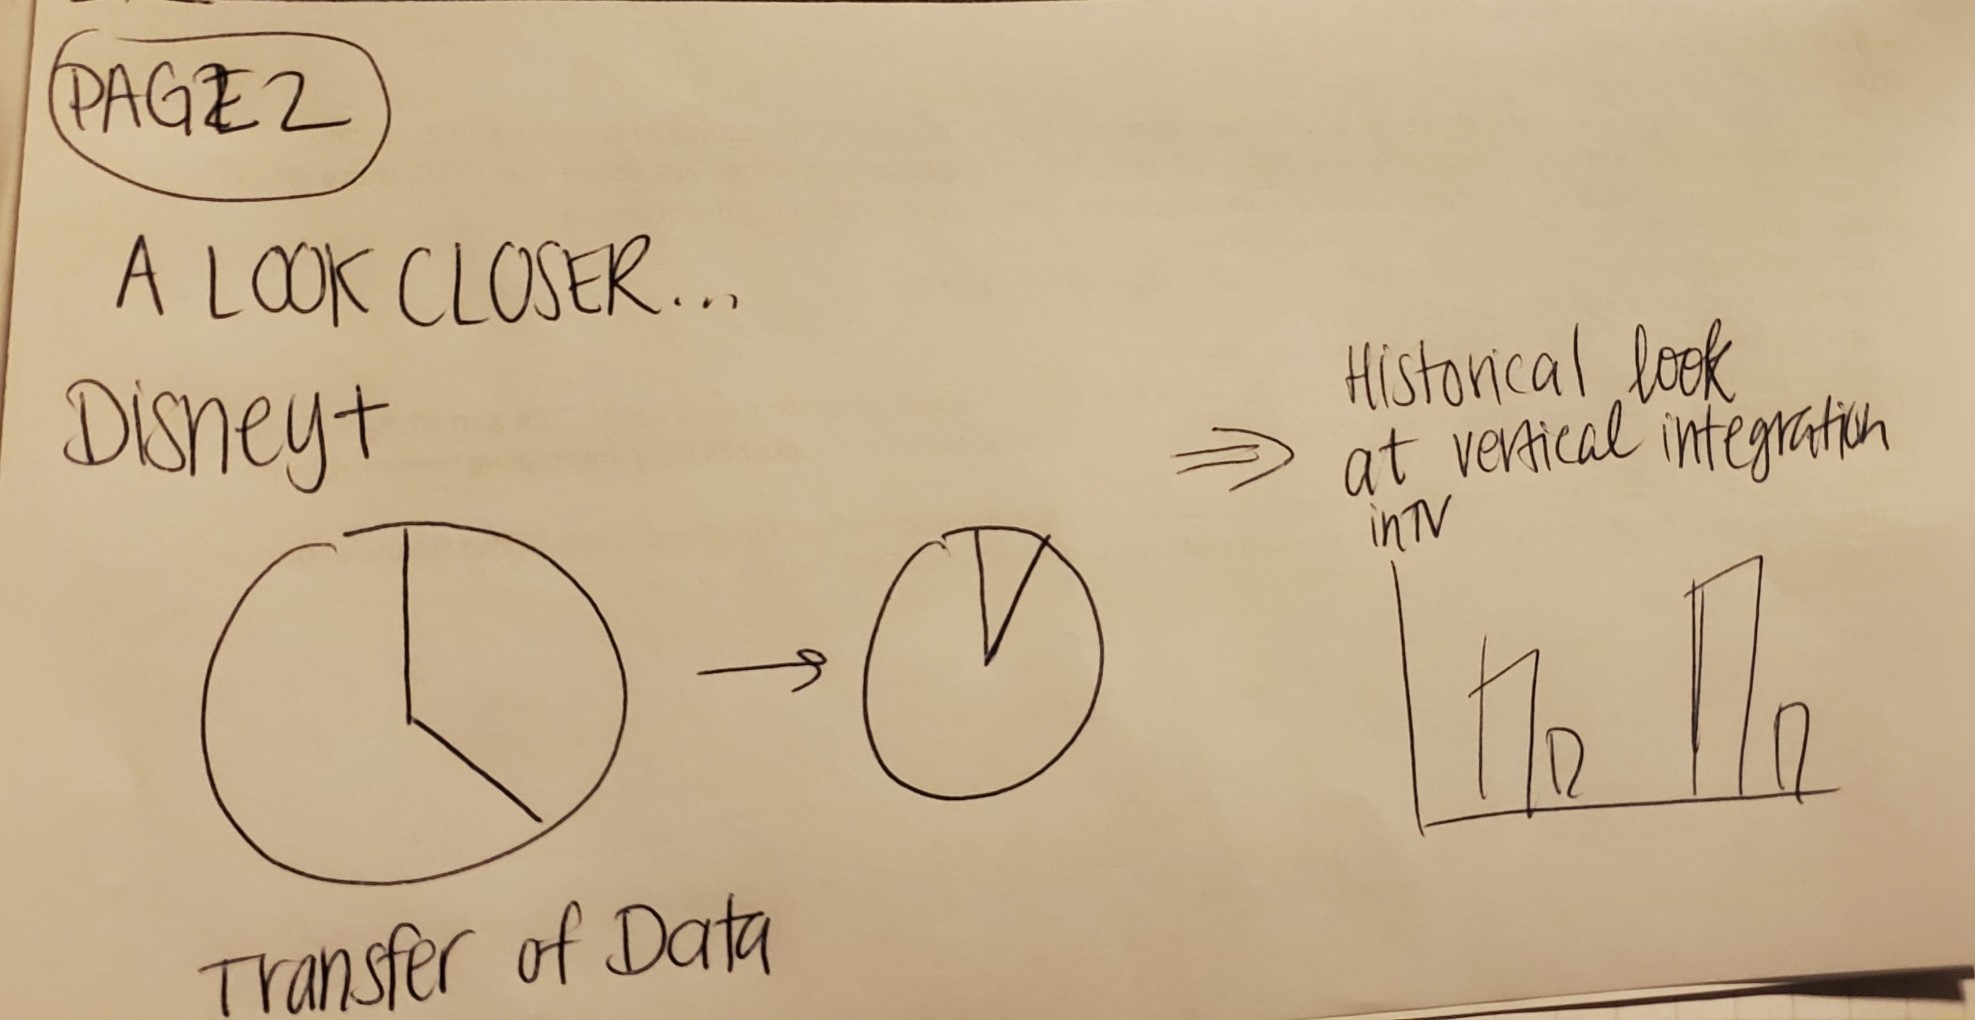 PAGE 2
A LOOK CLOSER...
Disney+
Historical look
at vertical integration
in TV
Transfer of Data